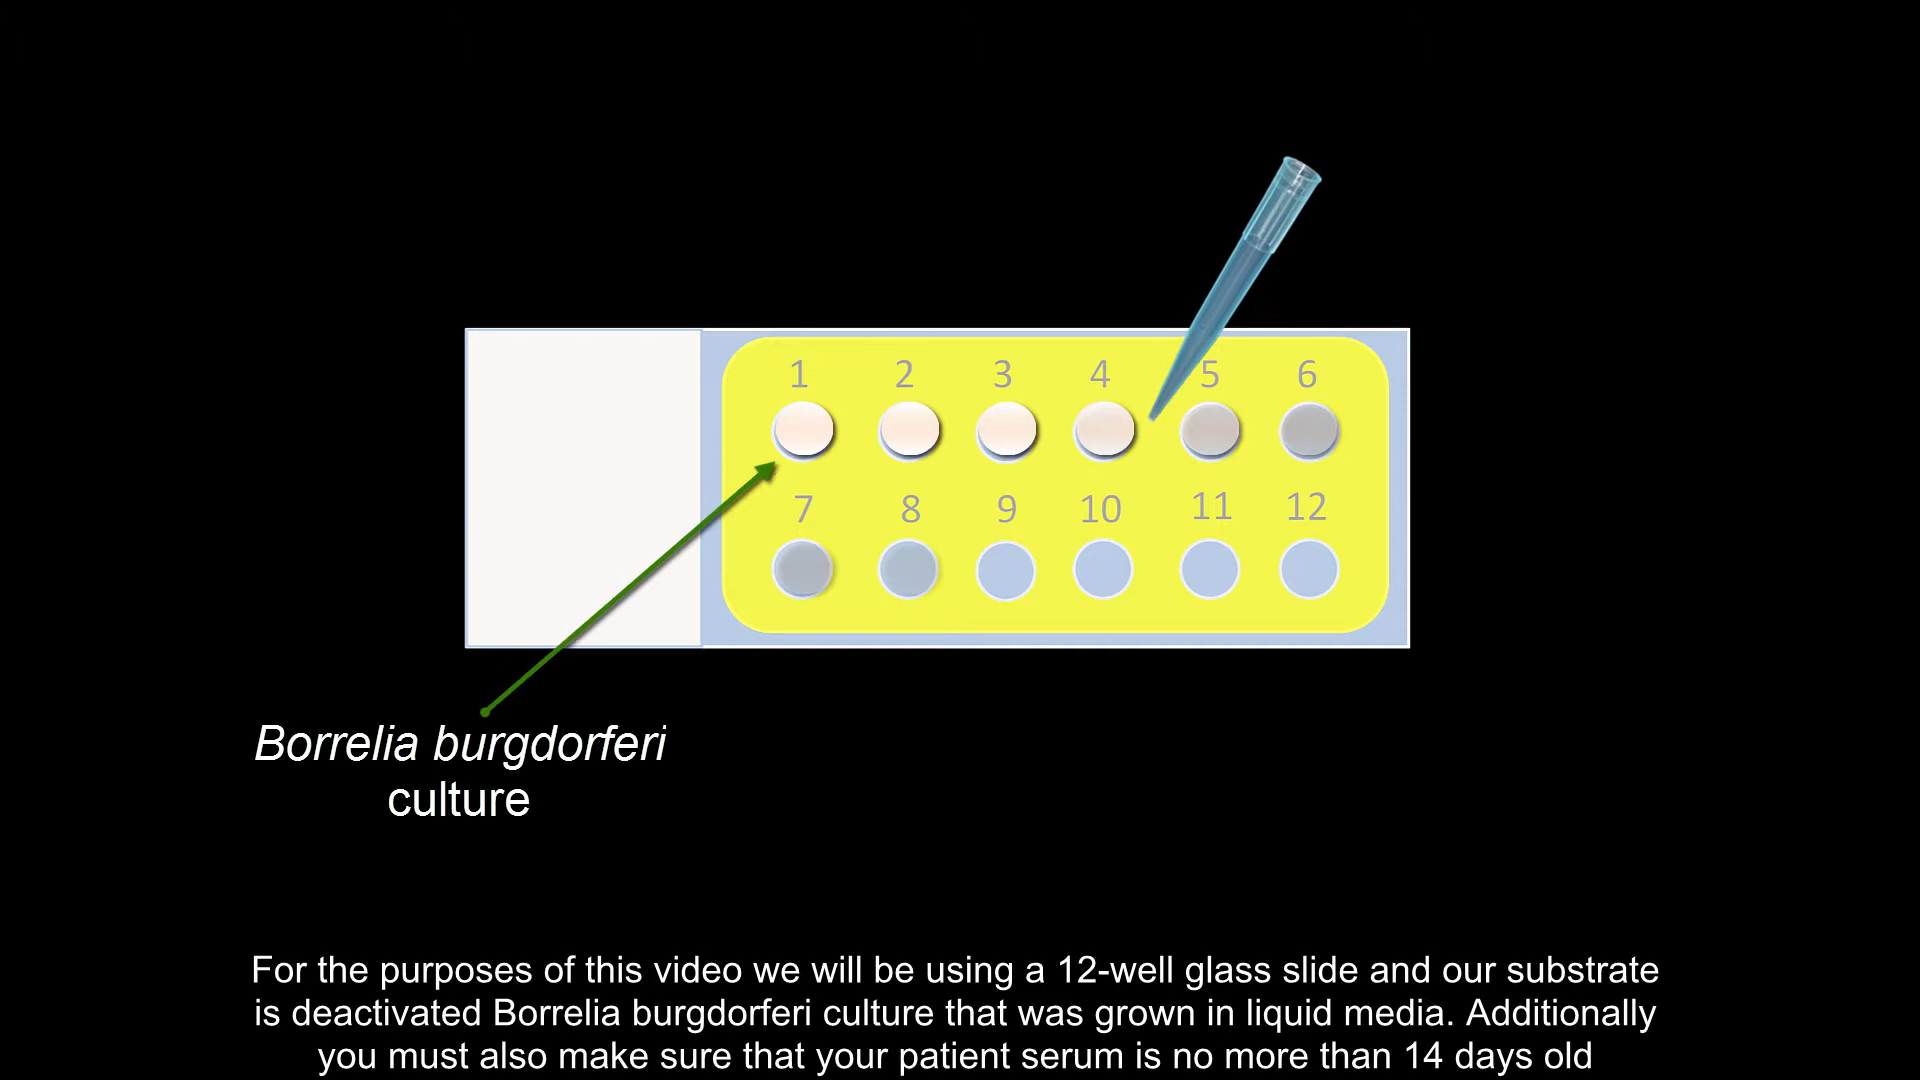 1 2 3 4 5 6
7 8 9 10 11 12
Borrelia burgdorferi
culture
For the purposes of this video we will be using a 12-well glass slide and our substrate
is deactivated Borrelia burgdorferi culture that was grown in liquid media. Additionally
you must also make sure that your patient serum is no more than 14 days old